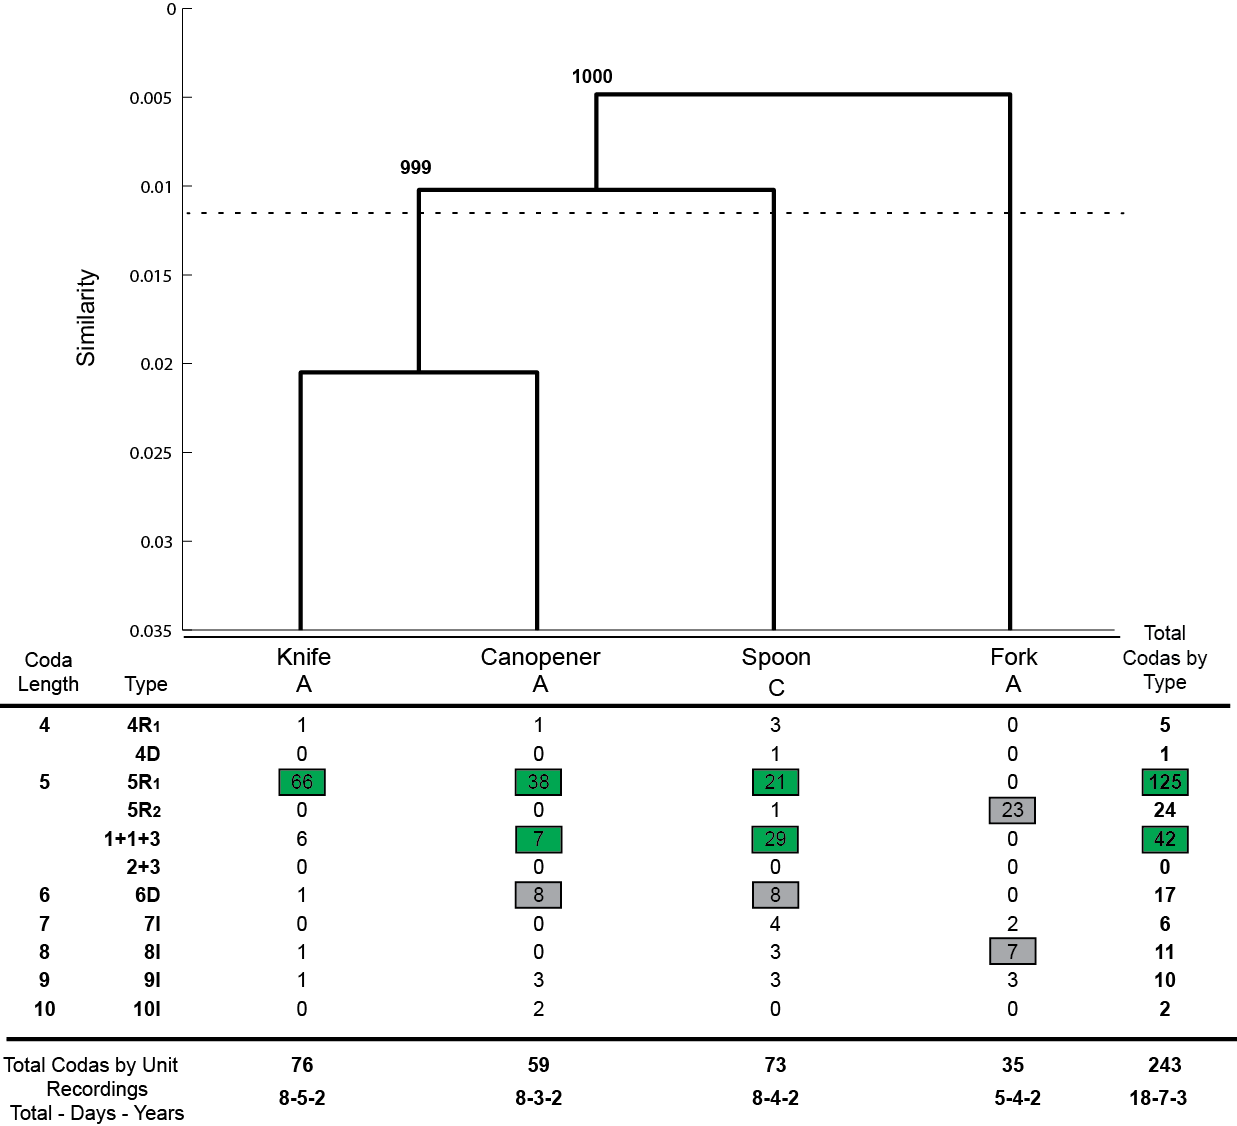 0
0.005
0.01
0.015
0.02
0.025
0.03
0.035
Similarity
1000
999
Coda Length Type Knife A Canopener A Spoon C Fork A Total Codas by Type
4 4R1 1 1 3 0 5
4D 0 0 1 0 1
5 5R1 66 38 21 0 125
5R2 0 0 1 23 24
1+1+3 6 7 29 0 42
2+3 0 0 0 0 0
6 6D 1 8 8 0 17
7 7I 0 0 4 2 6
8 8I 1 0 3 7 11
9 9I 1 3 3 3 10
10 10I 0 2 0 0 2
Total Codas by Unit 76 59 73 35 243
Recordings
Total - Days - Years 8-5-2 8-3-2 8-4-2 5-4-2 18-7-3